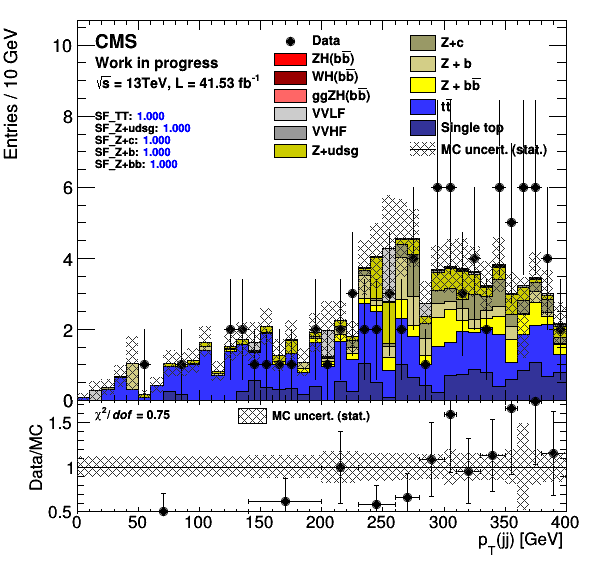 CMS
Work in progress
√s = 13TeV, L = 41.53 fb⁻¹
SF_TT: 1.000
SF_Z+udsg: 1.000
SF_Z+c: 1.000
SF_Z+b: 1.000
SF_Z+bb: 1.000
Data
ZH(bb̅)
WH(bb̅)
ggZH(bb̅)
VVLF
VVHF
Z+udsg
Z+c
Z + b
Z + bb̅
tt̅
Single top
MC uncert. (stat.)
Entries / 10 GeV
10
8
6
4
2
0
χ²/dof = 0.75
MC uncert. (stat.)
Data/MC
1.5
1
0.5
0 50 100 150 200 250 300 350 400
p_T(jj) [GeV]